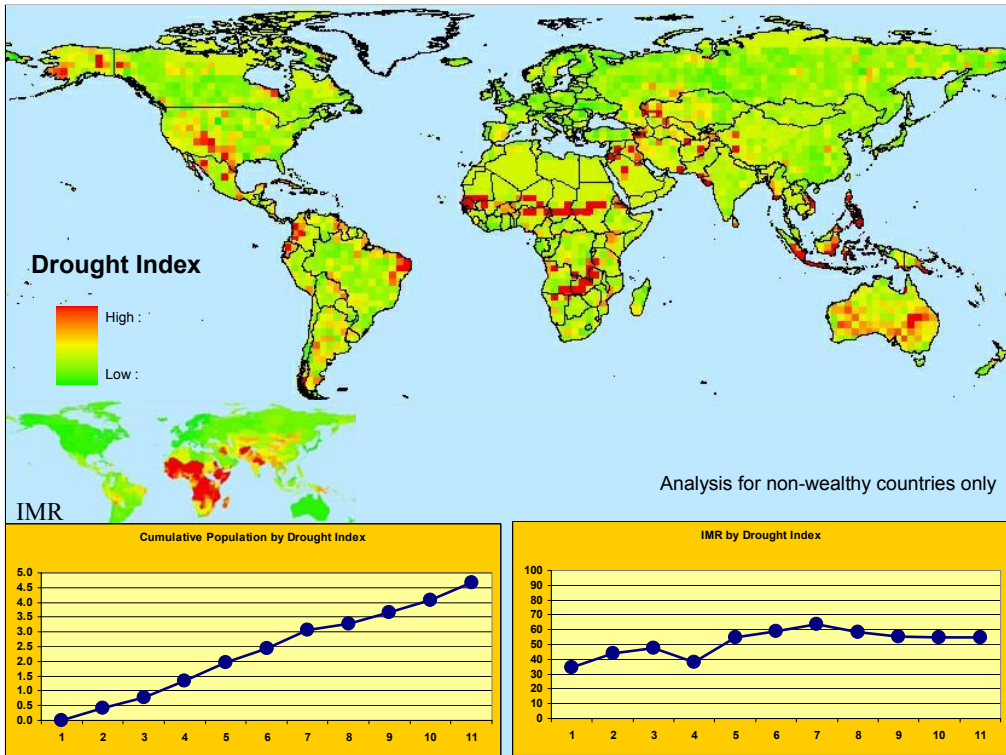 Drought Index
High :
Low :
IMR
Analysis for non-wealthy countries only
Cumulative Population by Drought Index
5.0
4.5
4.0
3.5
3.0
2.5
2.0
1.5
1.0
0.5
0.0
1 2 3 4 5 6 7 8 9 10 11
IMR by Drought Index
100
90
80
70
60
50
40
30
20
10
0
1 2 3 4 5 6 7 8 9 10 11